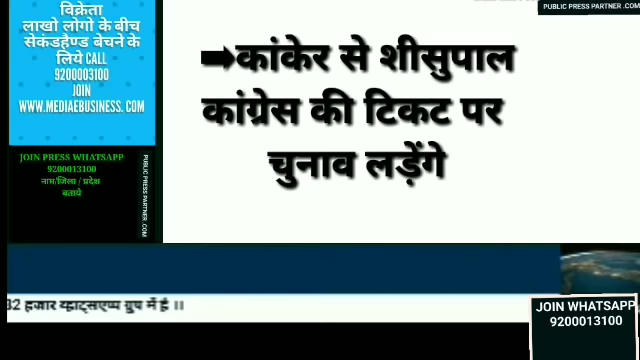 विक्रेता
लाखो लोगो के बीच
सेकंडहैण्ड बेचने के
लिये CALL
9200003100
JOIN
WWW.MEDIAEBUSINESS. COM
JOIN PRESS WHATSAPP
9200013100
नाम/जिला / प्रदेश
बताये
PUBLIC PRESS PARTNER .COM
PUBLIC PRESS PARTNER .COM
➡कांकेर से शीसुपाल
कांग्रेस की टिकट पर
चुनाव लड़ेंगे
32 हजार व्हाट्सएप्प ग्रुप में है ।।
JOIN WHATSAPP
9200013100